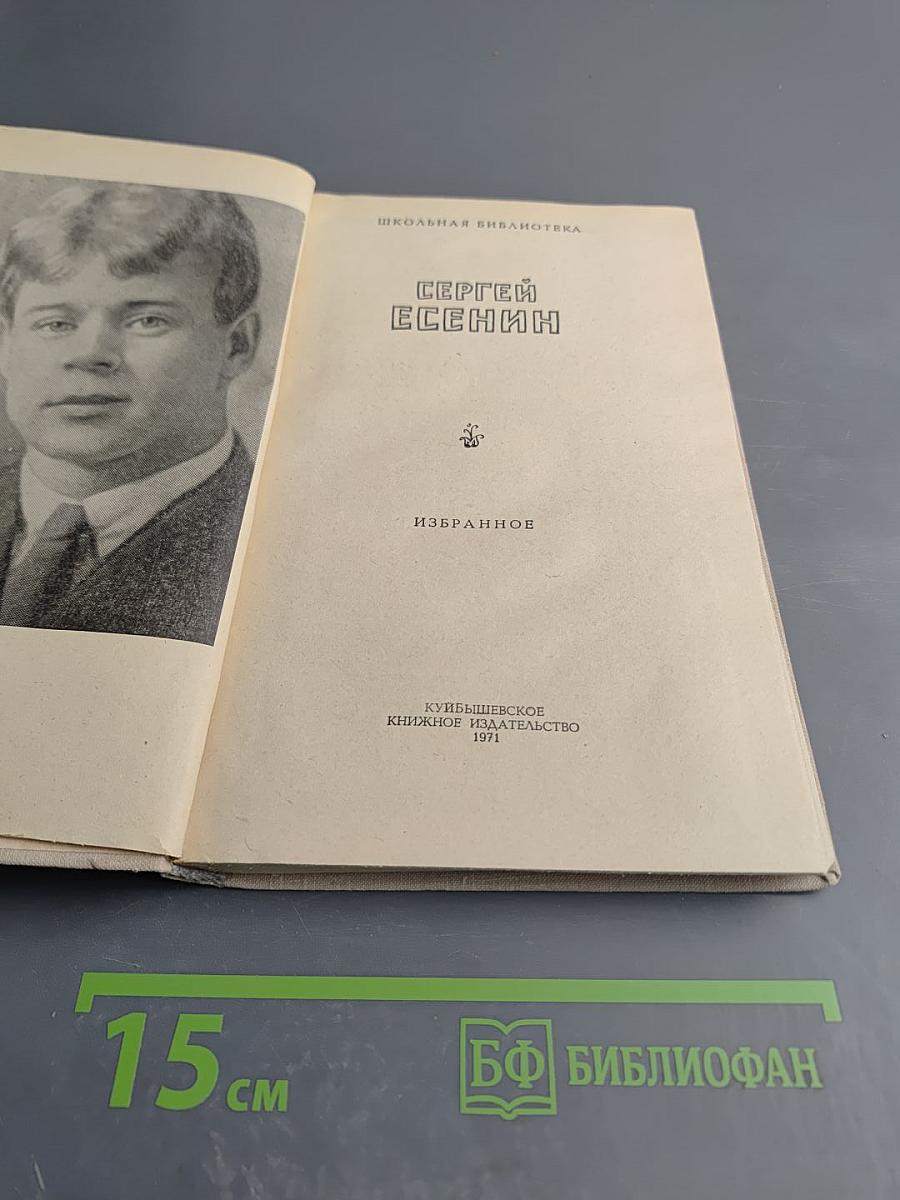 ШКОЛЬНАЯ БИБЛИОТЕКА
СЕРГЕЙ
ЕСЕНИН
ИЗБРАННОЕ
КУЙБЫШЕВСКОЕ
КНИЖНОЕ ИЗДАТЕЛЬСТВО
1971
15 см
БФ БИБЛИОФАН